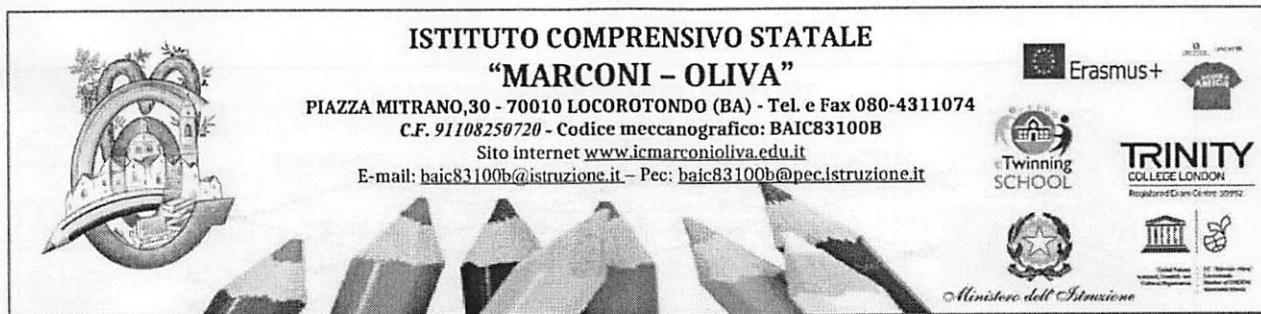 ISTITUTO COMPRENSIVO STATALE
“MARCONI – OLIVA”
PIAZZA MITRANO,30 - 70010 LOCOROTONDO (BA) - Tel. e Fax 080-4311074
C.F. 91108250720 - Codice meccanografico: BAIC83100B
Sito internet www.icmarconioliva.edu.it
E-mail: baic83100b@istruzione.it – Pec: baic83100b@pec.istruzione.it
Erasmus+
eTwinning
SCHOOL
TRINITY
COLLEGE LONDON
Registered Exam Centre
Ministero dell'Istruzione